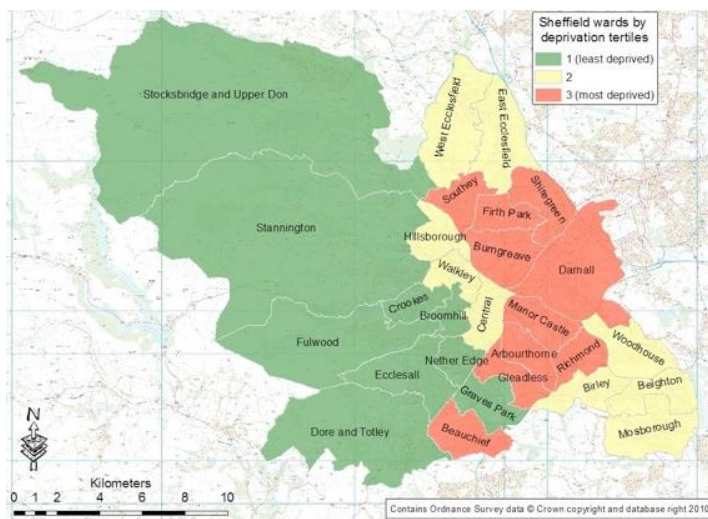 Sheffield wards by
deprivation tertiles
1 (least deprived)
2
3 (most deprived)
Stocksbridge and Upper Don
West Ecclesfield
East Ecclesfield
Southey
Shiregreen
Firth Park
Stannington
Hillsborough
Burngreave
Darnall
Walkley
Crookes
Broomhill
Central
Manor Castle
Fulwood
Nether Edge
Arbourthorne
Richmond
Woodhouse
Ecclesall
Gleadless
Birley
Beighton
Graves Park
Dore and Totley
Beauchief
Mosborough
N
Kilometers
0 1 2 4 6 8 10
Contains Ordnance Survey data © Crown copyright and database right 2010